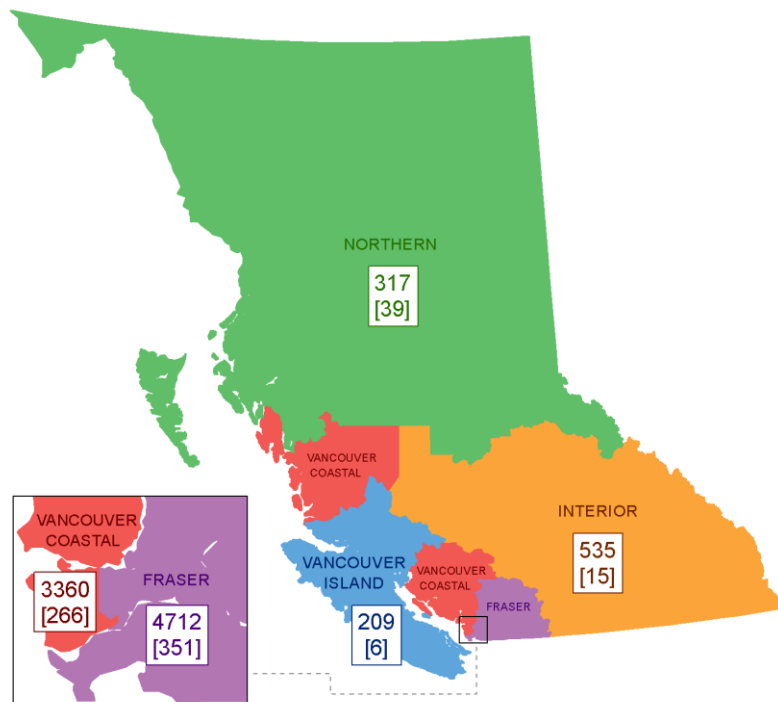 NORTHERN
317
[39]
VANCOUVER
COASTAL
INTERIOR
535
[15]
VANCOUVER
ISLAND
209
[6]
VANCOUVER
COASTAL
FRASER
VANCOUVER
COASTAL
3360
[266]
FRASER
4712
[351]